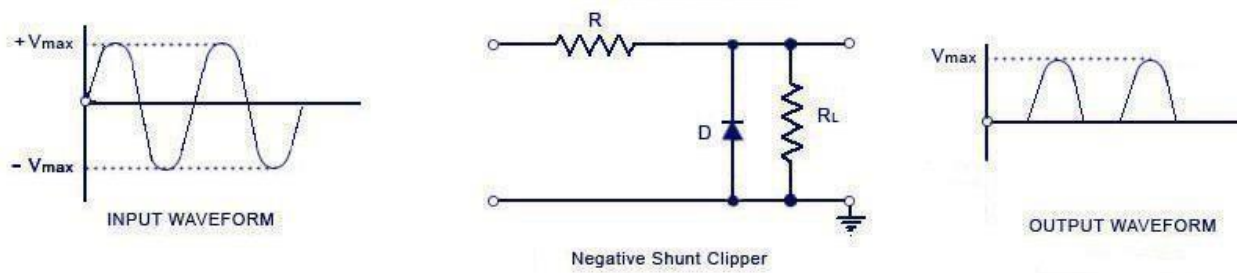 +Vmax
-Vmax
INPUT WAVEFORM
R
D
RL
Negative Shunt Clipper
Vmax
OUTPUT WAVEFORM